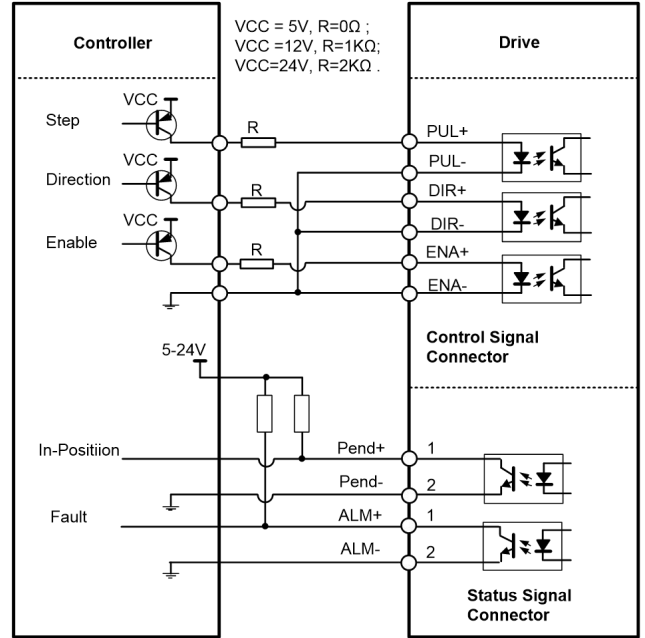 Controller
VCC = 5V, R=0Ω ;
VCC =12V, R=1KΩ;
VCC=24V, R=2KΩ .
Drive
VCC
Step
R
PUL+
PUL-
VCC
Direction
R
DIR+
DIR-
VCC
Enable
R
ENA+
ENA-
Control Signal
Connector
5-24V
In-Positiion
Pend+
1
Pend-
2
Fault
ALM+
1
ALM-
2
Status Signal
Connector